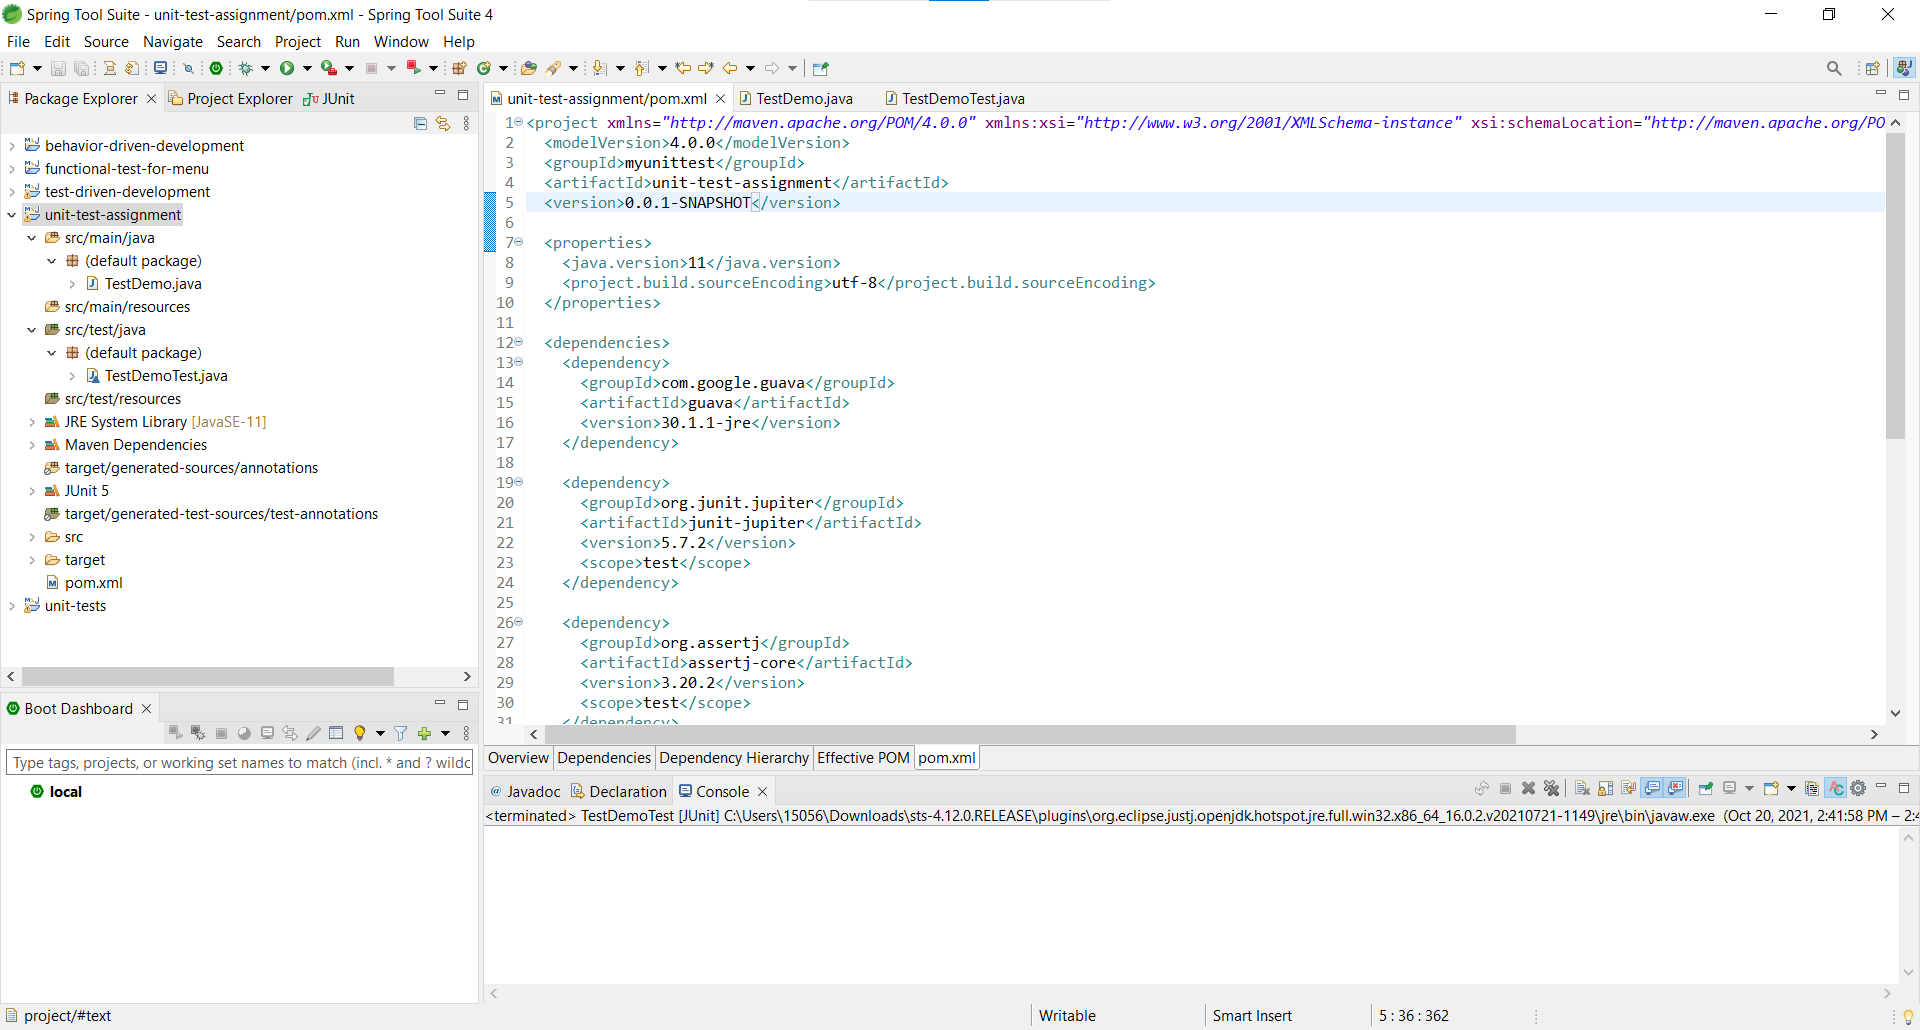 Spring Tool Suite - unit-test-assignment/pom.xml - Spring Tool Suite 4
File Edit Source Navigate Search Project Run Window Help
Package Explorer Project Explorer JUnit
behavior-driven-development
functional-test-for-menu
test-driven-development
unit-test-assignment
src/main/java
(default package)
TestDemo.java
src/main/resources
src/test/java
(default package)
TestDemoTest.java
src/test/resources
JRE System Library [JavaSE-11]
Maven Dependencies
target/generated-sources/annotations
JUnit 5
target/generated-test-sources/test-annotations
src
target
pom.xml
unit-tests
Boot Dashboard
Type tags, projects, or working set names to match (incl. * and ? wildc
local
unit-test-assignment/pom.xml TestDemo.java TestDemoTest.java
1 <project xmlns="http://maven.apache.org/POM/4.0.0" xmlns:xsi="http://www.w3.org/2001/XMLSchema-instance" xsi:schemaLocation="http://maven.apache.org/PO
2 <modelVersion>4.0.0</modelVersion>
3 <groupId>myunittest</groupId>
4 <artifactId>unit-test-assignment</artifactId>
5 <version>0.0.1-SNAPSHOT</version>
6
7 <properties>
8 <java.version>11</java.version>
9 <project.build.sourceEncoding>utf-8</project.build.sourceEncoding>
10 </properties>
11
12 <dependencies>
13 <dependency>
14 <groupId>com.google.guava</groupId>
15 <artifactId>guava</artifactId>
16 <version>30.1.1-jre</version>
17 </dependency>
18
19 <dependency>
20 <groupId>org.junit.jupiter</groupId>
21 <artifactId>junit-jupiter</artifactId>
22 <version>5.7.2</version>
23 <scope>test</scope>
24 </dependency>
25
26 <dependency>
27 <groupId>org.assertj</groupId>
28 <artifactId>assertj-core</artifactId>
29 <version>3.20.2</version>
30 <scope>test</scope>
31 </dependency>
Overview Dependencies Dependency Hierarchy Effective POM pom.xml
Javadoc Declaration Console
<terminated> TestDemoTest [JUnit] C:\Users\15056\Downloads\sts-4.12.0.RELEASE\plugins\org.eclipse.justj.openjdk.hotspot.jre.full.win32.x86_64_16.0.2.v20210721-1149\jre\bin\javaw.exe (Oct 20, 2021, 2:41:58 PM – 2:4
project/#text Writable Smart Insert 5 : 36 : 362